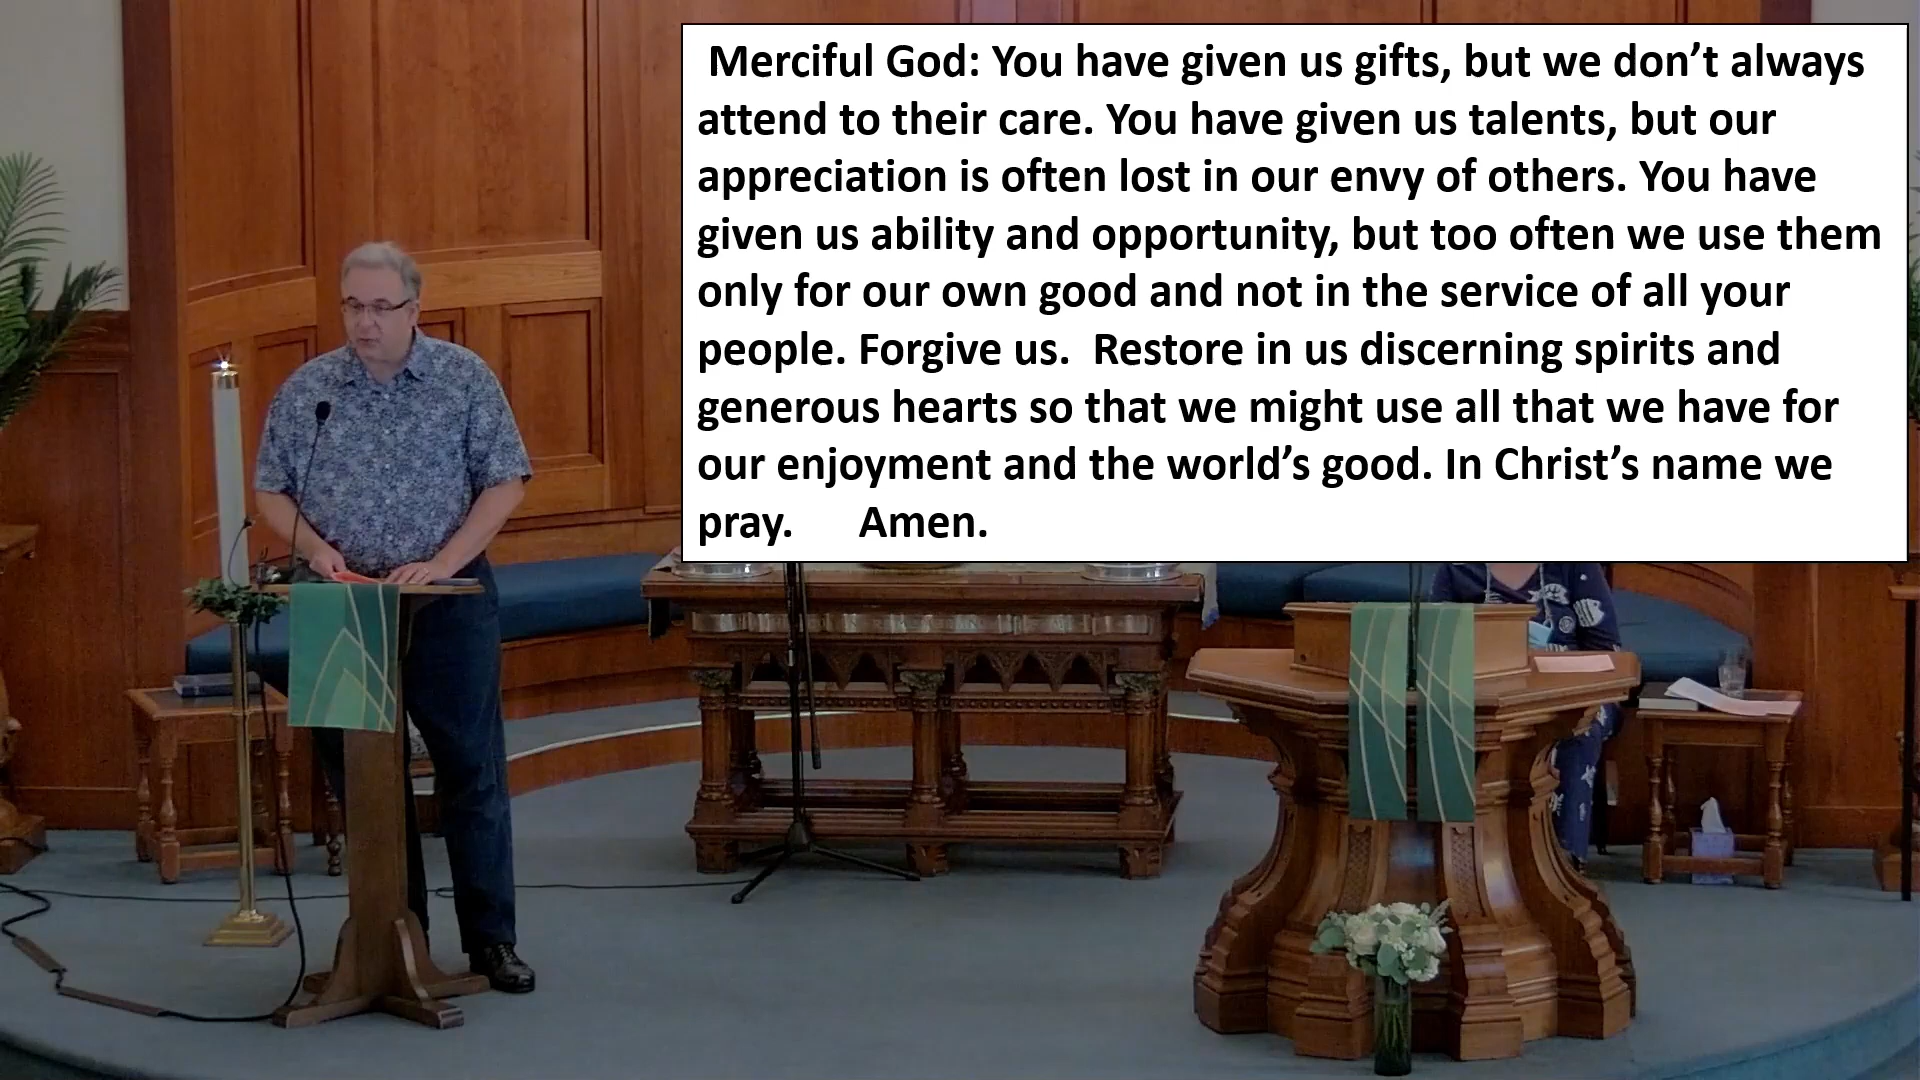 Merciful God: You have given us gifts, but we don’t always
attend to their care. You have given us talents, but our
appreciation is often lost in our envy of others. You have
given us ability and opportunity, but too often we use them
only for our own good and not in the service of all your
people. Forgive us.  Restore in us discerning spirits and
generous hearts so that we might use all that we have for
our enjoyment and the world’s good. In Christ’s name we
pray.      Amen.